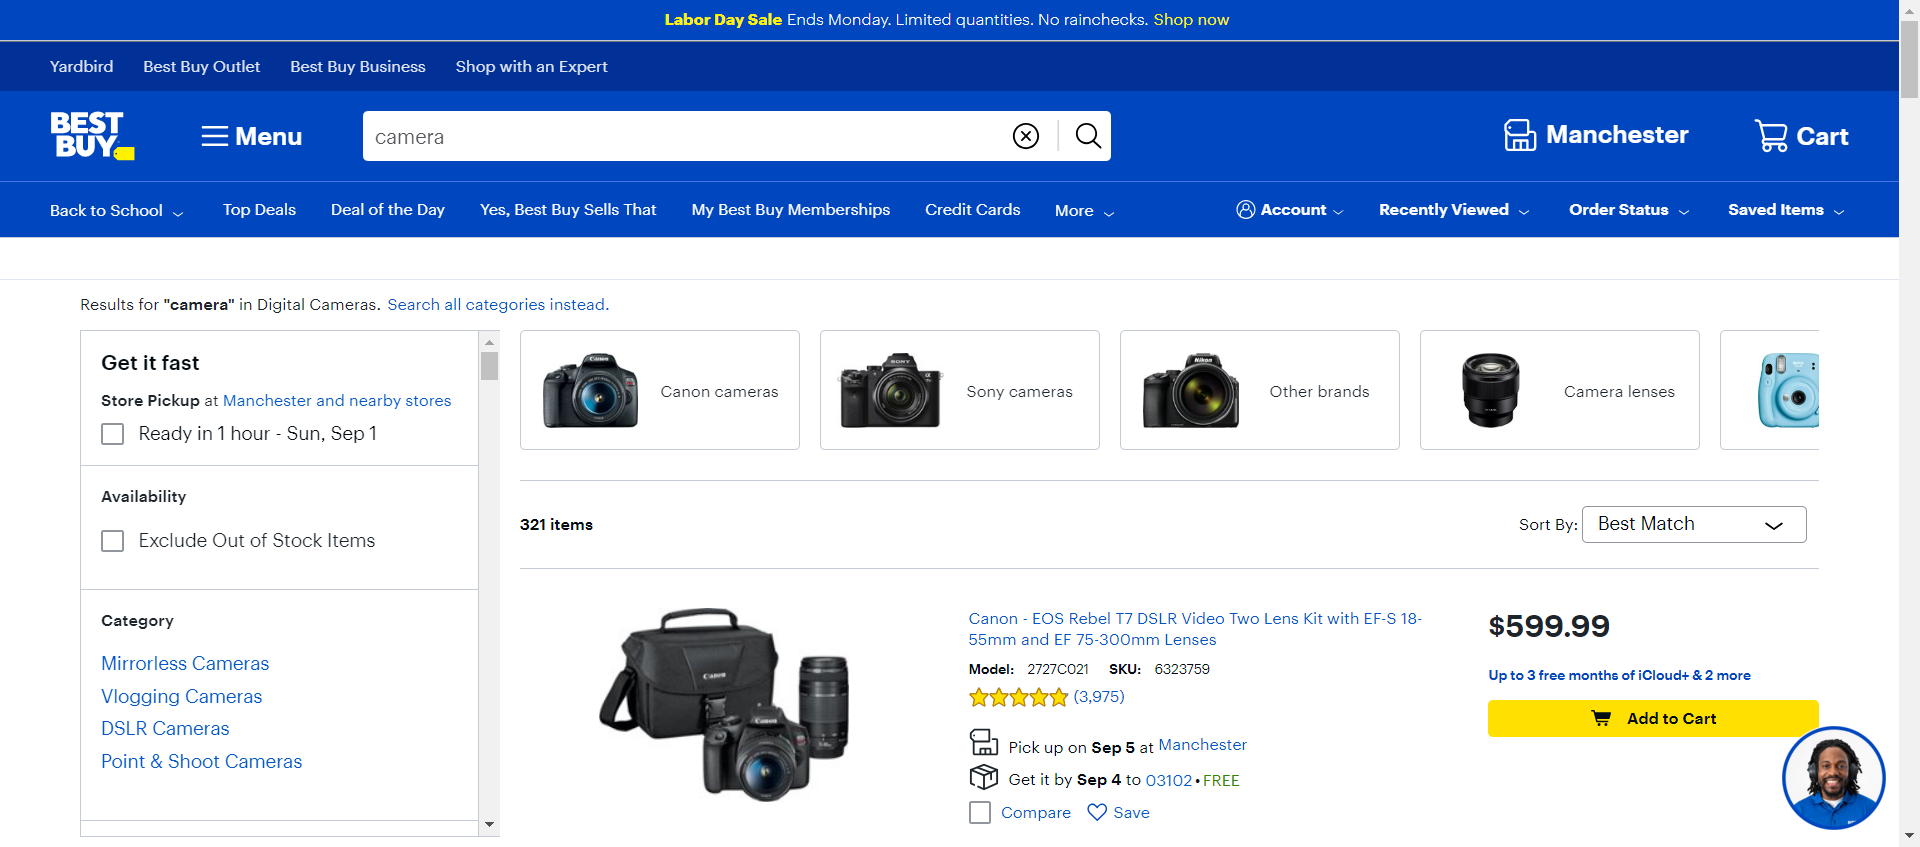 Labor Day Sale Ends Monday. Limited quantities. No rainchecks. Shop now
Yardbird Best Buy Outlet Best Buy Business Shop with an Expert
BEST BUY
Menu
camera
Manchester
Cart
Back to School Top Deals Deal of the Day Yes, Best Buy Sells That My Best Buy Memberships Credit Cards More Account Recently Viewed Order Status Saved Items
Results for "camera" in Digital Cameras. Search all categories instead.
Get it fast
Store Pickup at Manchester and nearby stores
Ready in 1 hour - Sun, Sep 1
Availability
Exclude Out of Stock Items
Category
Mirrorless Cameras
Vlogging Cameras
DSLR Cameras
Point & Shoot Cameras
Canon cameras
Sony cameras
Other brands
Camera lenses
321 items
Sort By: Best Match
Canon - EOS Rebel T7 DSLR Video Two Lens Kit with EF-S 18-
55mm and EF 75-300mm Lenses
Model: 2727C021 SKU: 6323759
(3,975)
Pick up on Sep 5 at Manchester
Get it by Sep 4 to 03102 • FREE
Compare Save
$599.99
Up to 3 free months of iCloud+ & 2 more
Add to Cart